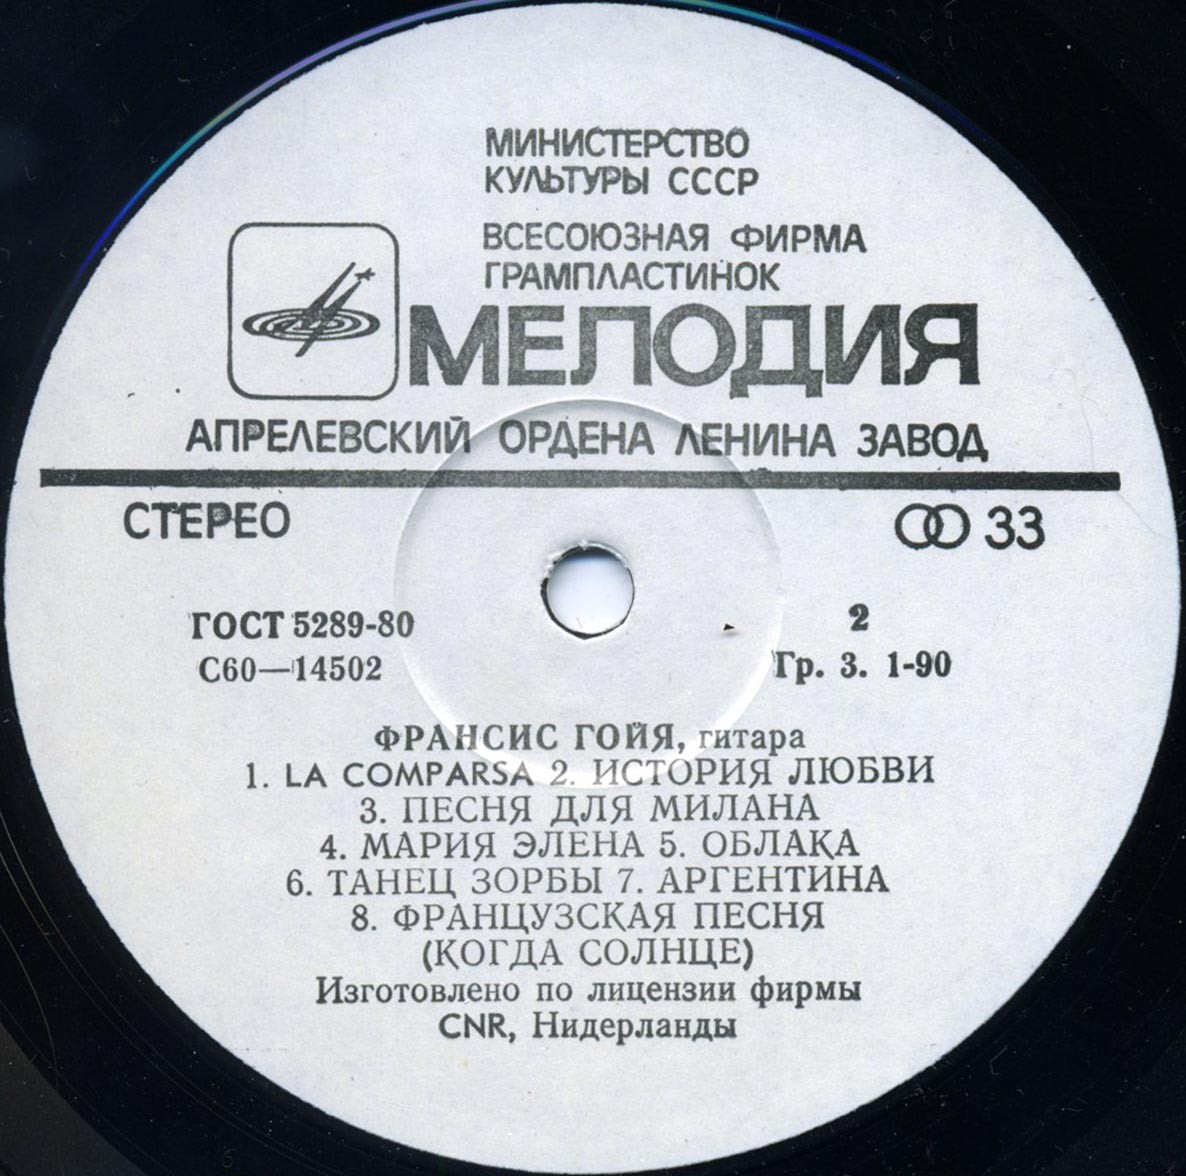 МИНИСТЕРСТВО
КУЛЬТУРЫ СССР
ВСЕСОЮЗНАЯ ФИРМА
ГРАМПЛАСТИНОК
МЕЛОДИЯ
АПРЕЛЕВСКИЙ ОРДЕНА ЛЕНИНА ЗАВОД
СТЕРЕО 33
ГОСТ 5289-80 2
С60—14502 Гр. 3. 1-90
ФРАНСИС ГОЙЯ, гитара
1. LA COMPARSA 2. ИСТОРИЯ ЛЮБВИ
3. ПЕСНЯ ДЛЯ МИЛАНА
4. МАРИЯ ЭЛЕНА 5. ОБЛАКА
6. ТАНЕЦ ЗОРБЫ 7. АРГЕНТИНА
8. ФРАНЦУЗСКАЯ ПЕСНЯ
(КОГДА СОЛНЦЕ)
Изготовлено по лицензии фирмы
CNR, Нидерланды